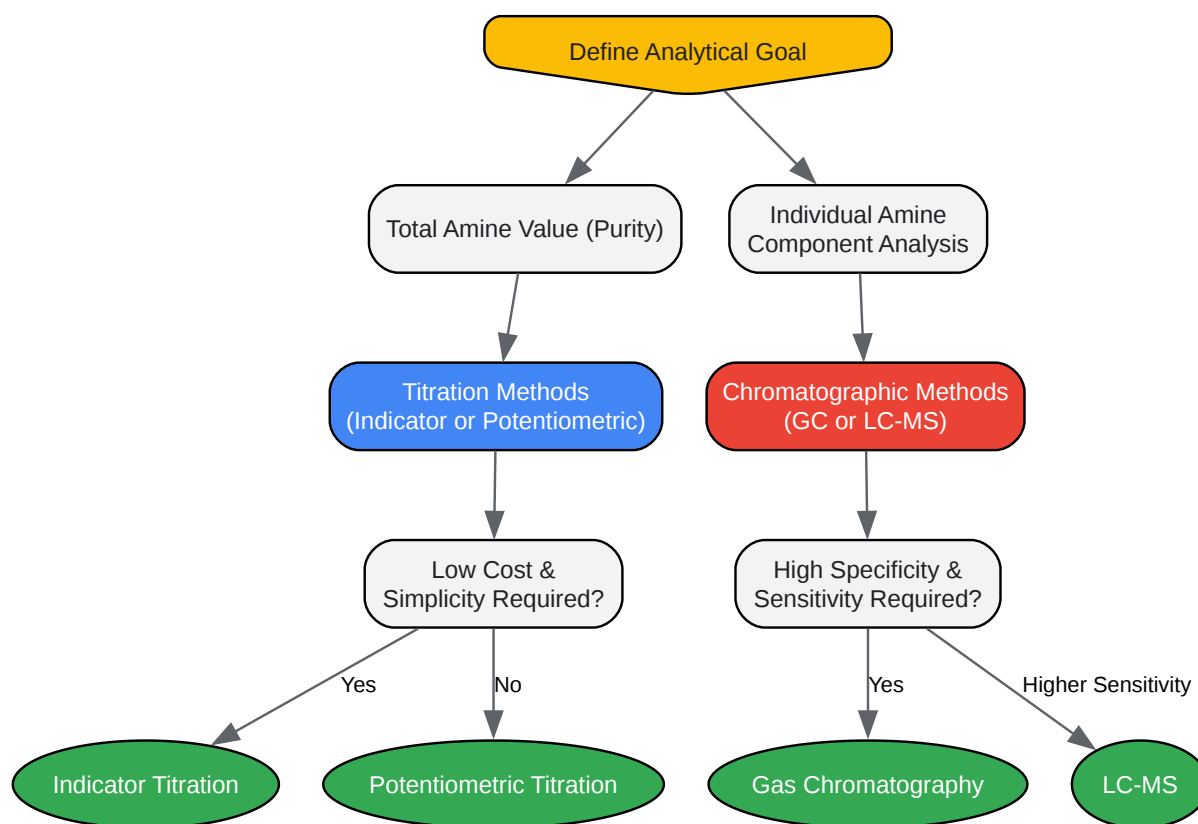 Define Analytical Goal
Total Amine Value (Purity)
Individual Amine
Component Analysis
Titration Methods
(Indicator or Potentiometric)
Chromatographic Methods
(GC or LC-MS)
Low Cost &
Simplicity Required?
High Specificity &
Sensitivity Required?
Yes
No
Yes
Higher Sensitivity
Indicator Titration
Potentiometric Titration
Gas Chromatography
LC-MS